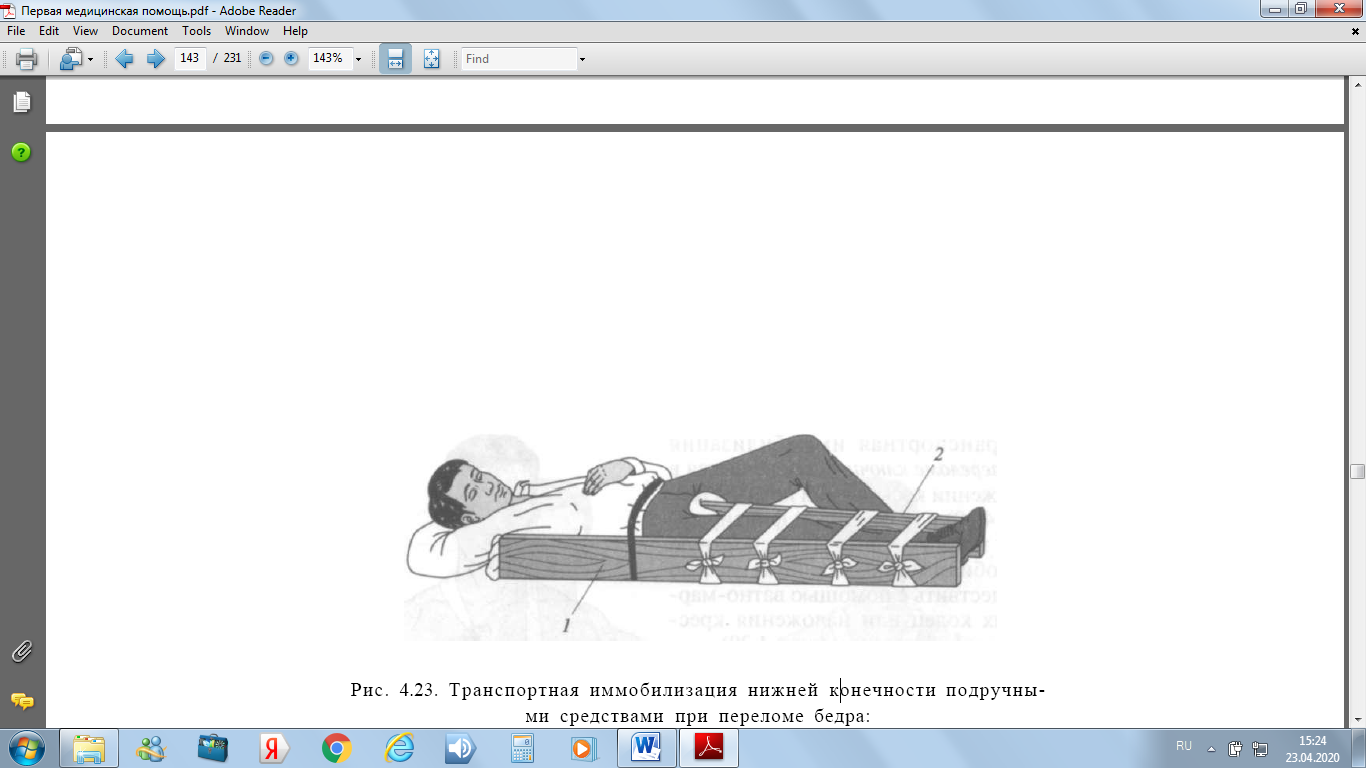 Первая медицинская помощь.pdf - Adobe Reader
File Edit View Document Tools Window Help
143 / 231 143% Find
2
1
Рис. 4.23. Транспортная иммобилизация нижней конечности подручны-
ми средствами при переломе бедра:
RU 15:24
23.04.2020